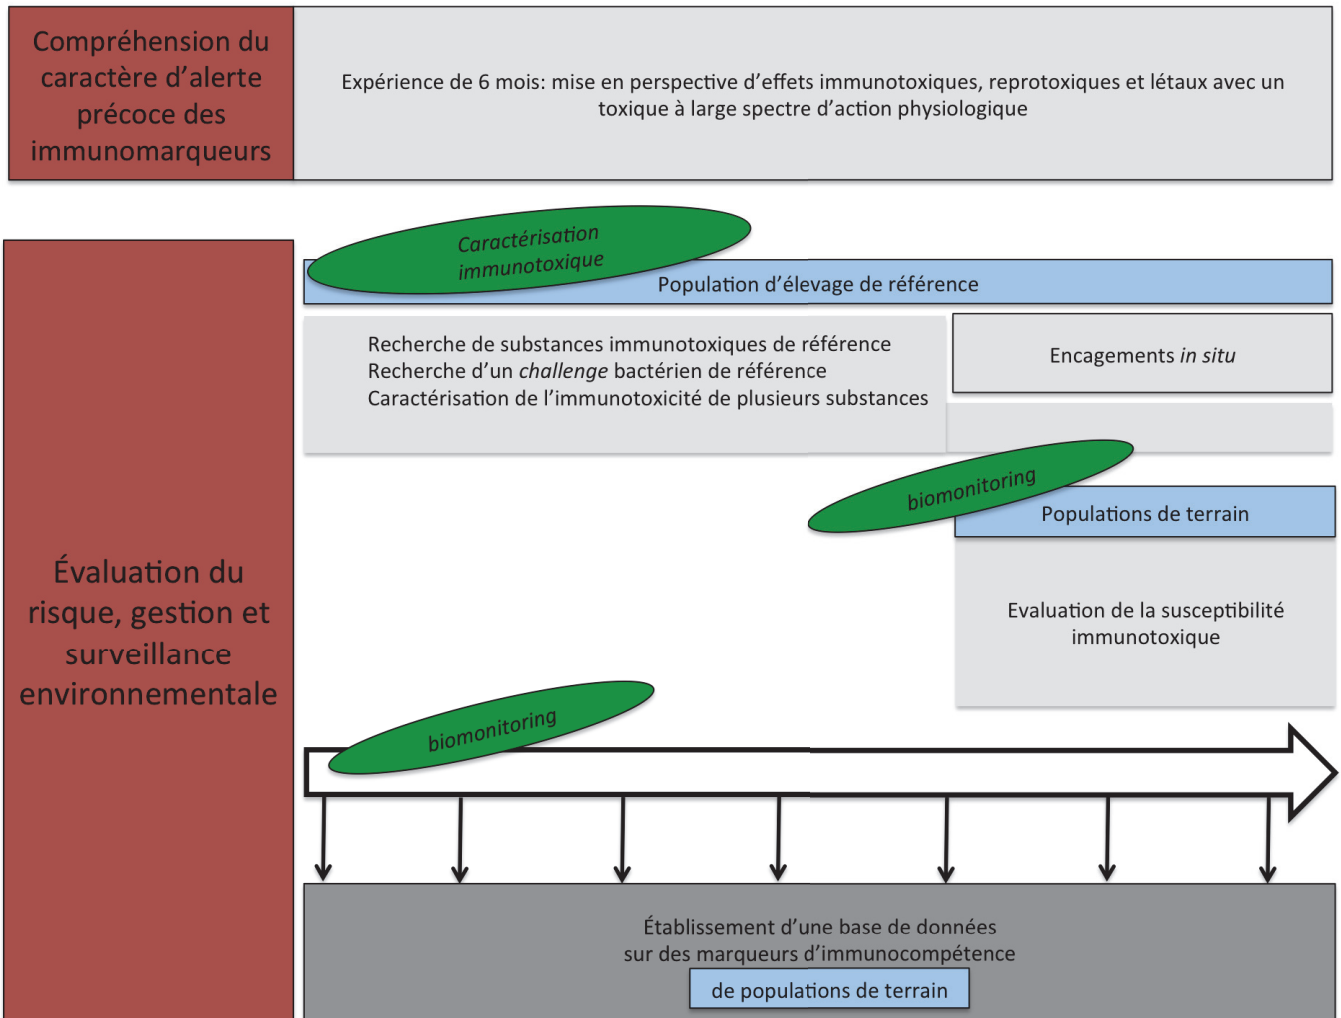 Compréhension du
caractère d’alerte
précoce des
immunomarqueurs
Expérience de 6 mois: mise en perspective d’effets immunotoxiques, reprotoxiques et létaux avec un
toxique à large spectre d’action physiologique
Évaluation du
risque, gestion et
surveillance
environnementale
Caractérisation
immunotoxique
Population d’élevage de référence
Recherche de substances immunotoxiques de référence
Recherche d’un challenge bactérien de référence
Caractérisation de l’immunotoxicité de plusieurs substances
Encagements in situ
biomonitoring
Populations de terrain
Evaluation de la susceptibilité
immunotoxique
biomonitoring
Établissement d’une base de données
sur des marqueurs d’immunocompétence
de populations de terrain